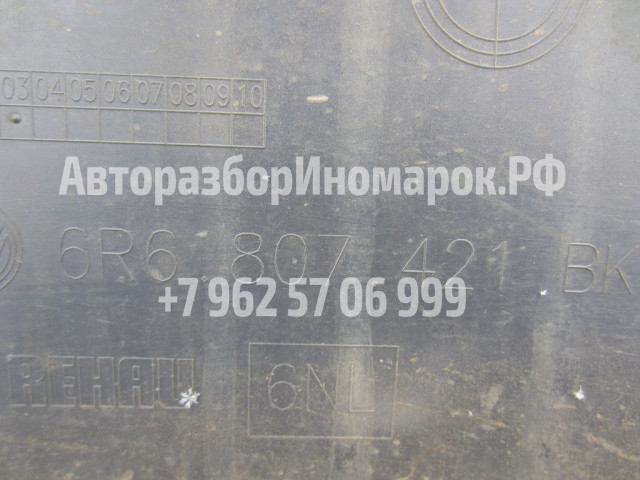 03 04 05 06 07 08 09 10
АвторазборИномарок.РФ
6R6.807 421 BK
+7 962 57 06 999
REHAU 6NL